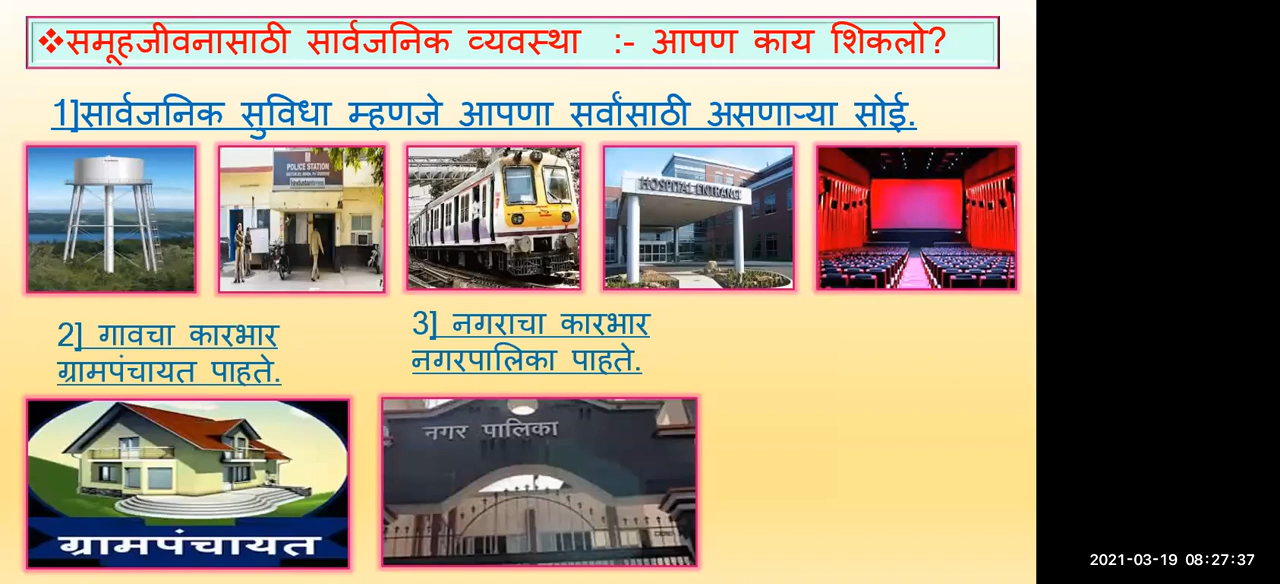 ❖समूहजीवनासाठी सार्वजनिक व्यवस्था :- आपण काय शिकलो?
1]सार्वजनिक सुविधा म्हणजे आपणा सर्वांसाठी असणाऱ्या सोई.
POLICE STATION
HOSPITAL ENTRANCE
2] गावचा कारभार
ग्रामपंचायत पाहते.
3] नगराचा कारभार
नगरपालिका पाहते.
ग्रामपंचायत
नगर पालिका
2021-03-19 08:27:37